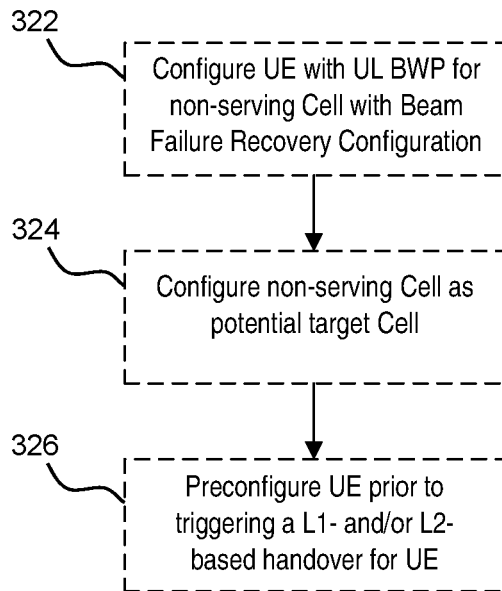 322
Configure UE with UL BWP for
non-serving Cell with Beam
Failure Recovery Configuration
324
Configure non-serving Cell as
potential target Cell
326
Preconfigure UE prior to
triggering a L1- and/or L2-
based handover for UE